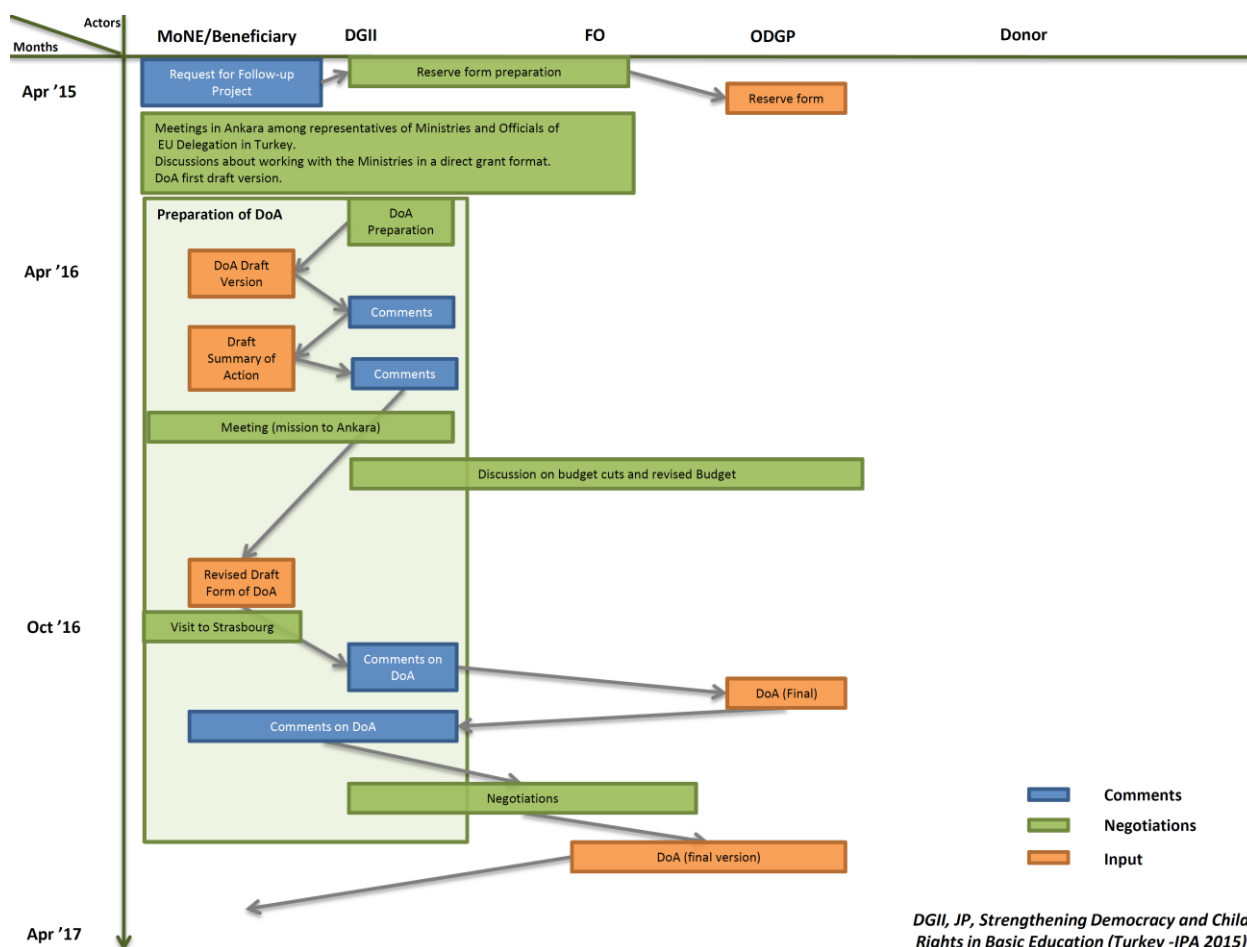 Actors
Months
MoNE/Beneficiary
DGII
FO
ODGP
Donor
Apr ’15
Request for Follow-up
Project
Reserve form preparation
Reserve form
Meetings in Ankara among representatives of Ministries and Officials of
EU Delegation in Turkey.
Discussions about working with the Ministries in a direct grant format.
DoA first draft version.
Preparation of DoA
DoA
Preparation
Apr ’16
DoA Draft
Version
Comments
Draft
Summary of
Action
Comments
Meeting (mission to Ankara)
Discussion on budget cuts and revised Budget
Revised Draft
Form of DoA
Oct ’16
Visit to Strasbourg
Comments on
DoA
DoA (Final)
Comments on DoA
Negotiations
DoA (final version)
Comments
Negotiations
Input
Apr ’17
DGII, JP, Strengthening Democracy and Child
Rights in Basic Education (Turkey -IPA 2015)